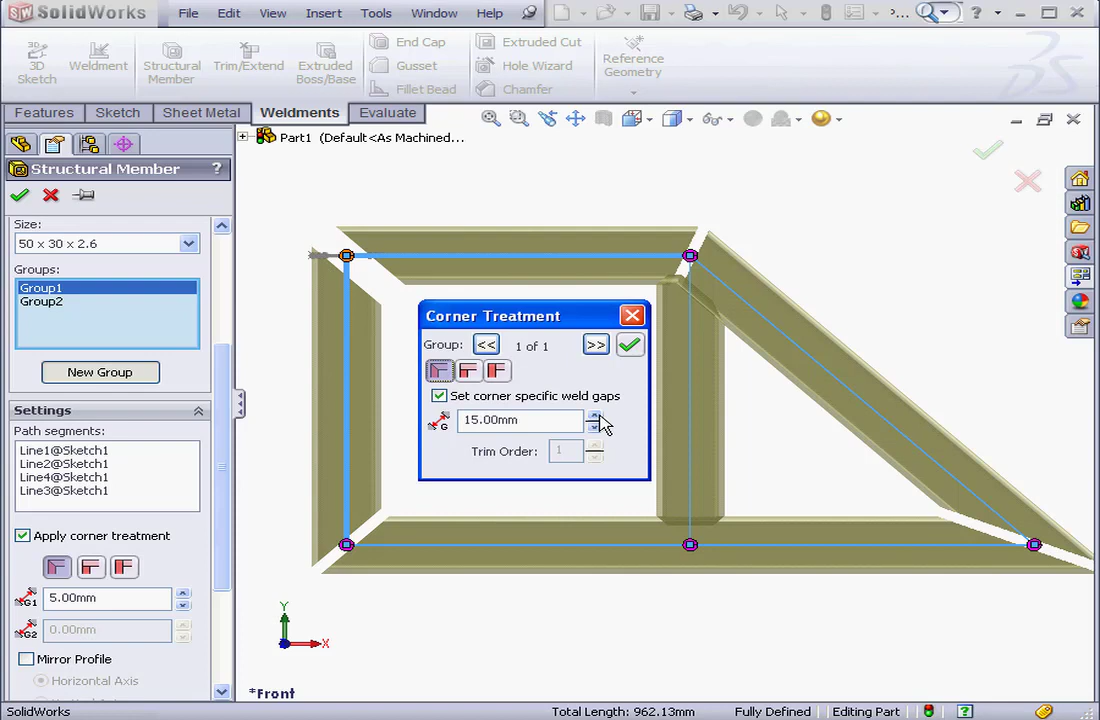 SolidWorks File Edit View Insert Tools Window Help ?
3D Sketch
Weldment
Structural Member
Trim/Extend
Extruded Boss/Base
End Cap
Gusset
Fillet Bead
Extruded Cut
Hole Wizard
Chamfer
Reference Geometry
Features Sketch Sheet Metal Weldments Evaluate
Part1 (Default<As Machined...
Structural Member ?
Size:
50 x 30 x 2.6
Groups:
Group1
Group2
New Group
Settings
Path segments:
Line1@Sketch1
Line2@Sketch1
Line4@Sketch1
Line3@Sketch1
Apply corner treatment
G1 5.00mm
G2 0.00mm
Mirror Profile
Horizontal Axis
Corner Treatment
Group: << 1 of 1 >>
Set corner specific weld gaps
G 15.00mm
Trim Order: 1
Y
X
*Front
SolidWorks Total Length: 962.13mm Fully Defined Editing Part ?